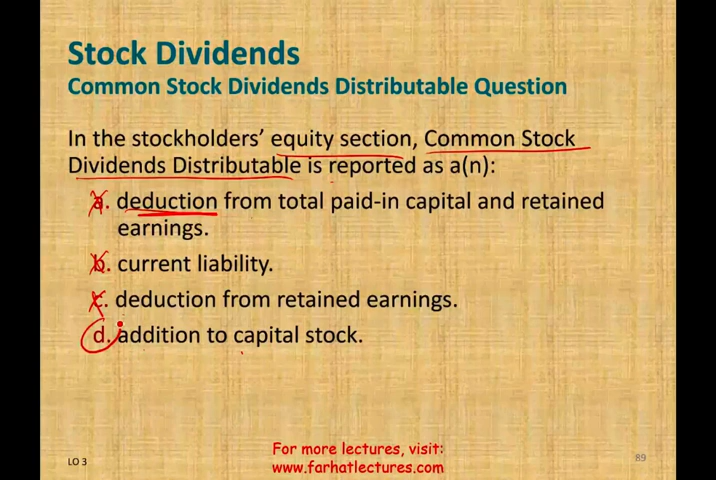 Stock Dividends
Common Stock Dividends Distributable Question
In the stockholders' equity section, Common Stock
Dividends Distributable is reported as a(n):
a. deduction from total paid-in capital and retained
earnings.
b. current liability.
c. deduction from retained earnings.
d. addition to capital stock.
For more lectures, visit:
www.farhatlectures.com
LO 3
89